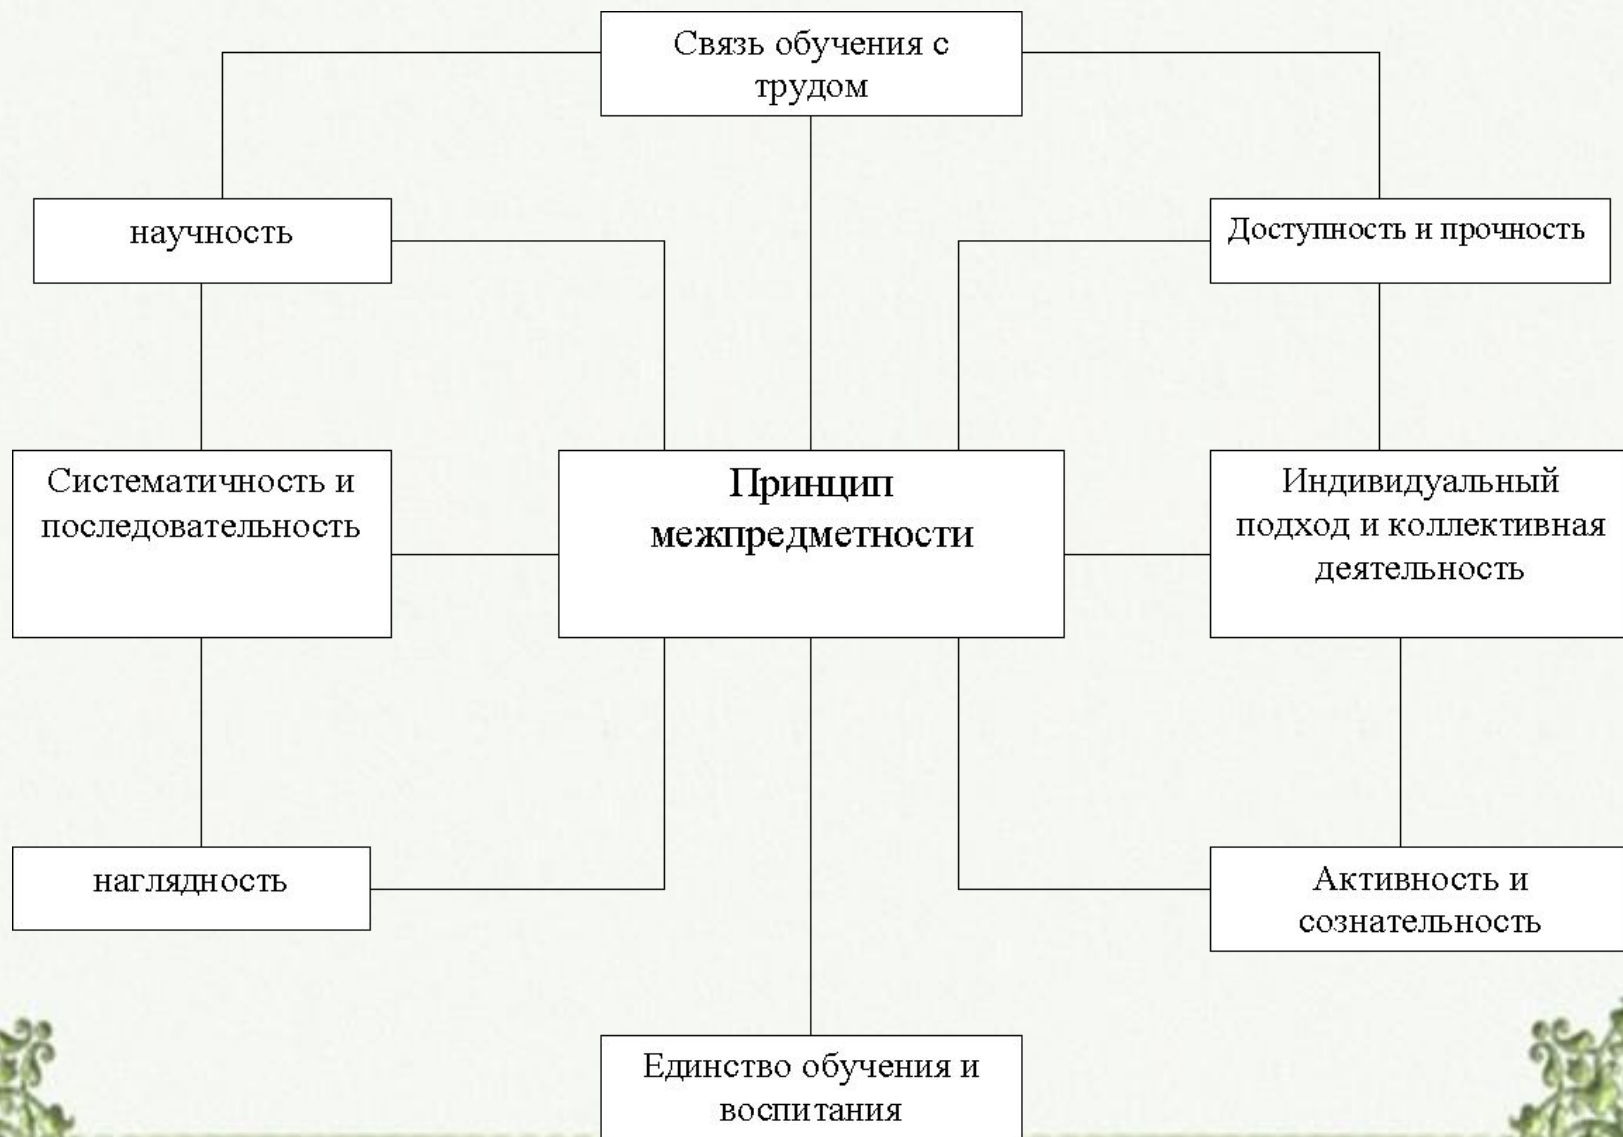 Связь обучения с
трудом
научность
Доступность и прочность
Систематичность и
последовательность
Принцип
межпредметности
Индивидуальный
подход и коллективная
деятельность
наглядность
Активность и
сознательность
Единство обучения и
воспитания